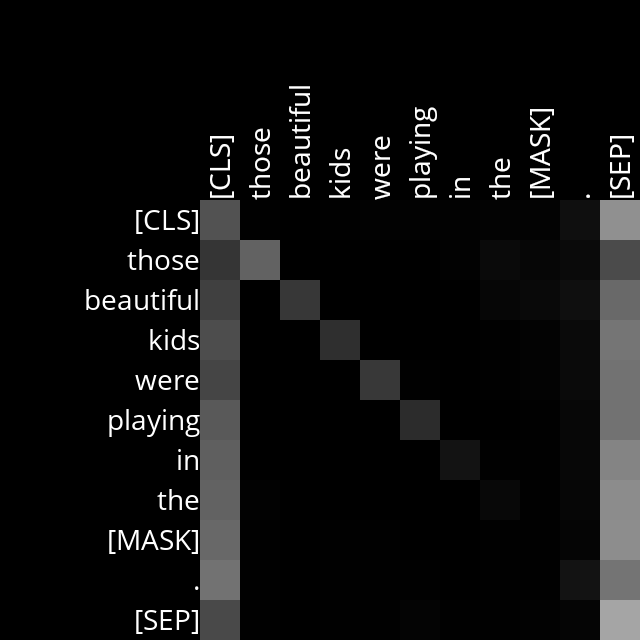 [CLS] those beautiful kids were playing in the [MASK] . [SEP]
[CLS]
those
beautiful
kids
were
playing
in
the
[MASK]
.
[SEP]